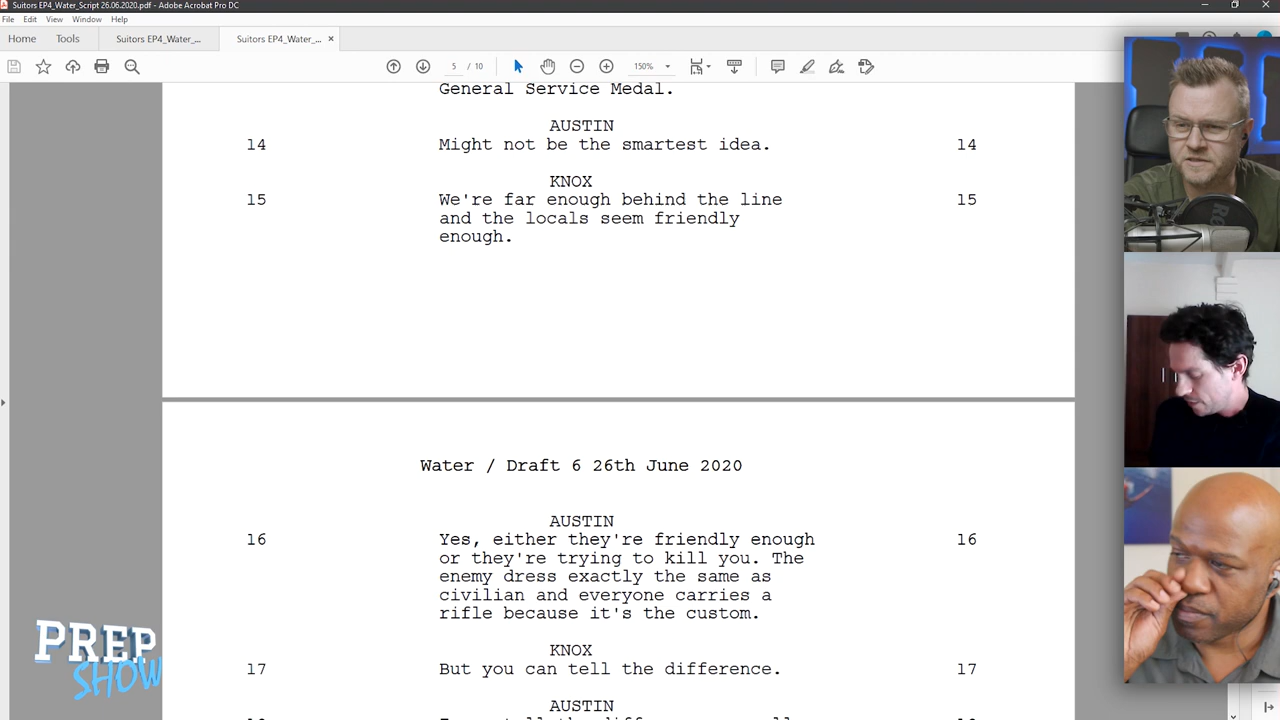 Suitors EP4_Water_Script 26.06.2020.pdf - Adobe Acrobat Pro DC
File Edit View Window Help
Home Tools Suitors EP4_Water_... Suitors EP4_Water_... ×
5 / 10 150%
General Service Medal.
AUSTIN
14 Might not be the smartest idea. 14
KNOX
15 We're far enough behind the line 15
and the locals seem friendly
enough.
Water / Draft 6 26th June 2020
AUSTIN
16 Yes, either they're friendly enough 16
or they're trying to kill you. The
enemy dress exactly the same as
civilian and everyone carries a
rifle because it's the custom.
KNOX
17 But you can tell the difference. 17
AUSTIN
PREP
SHOW